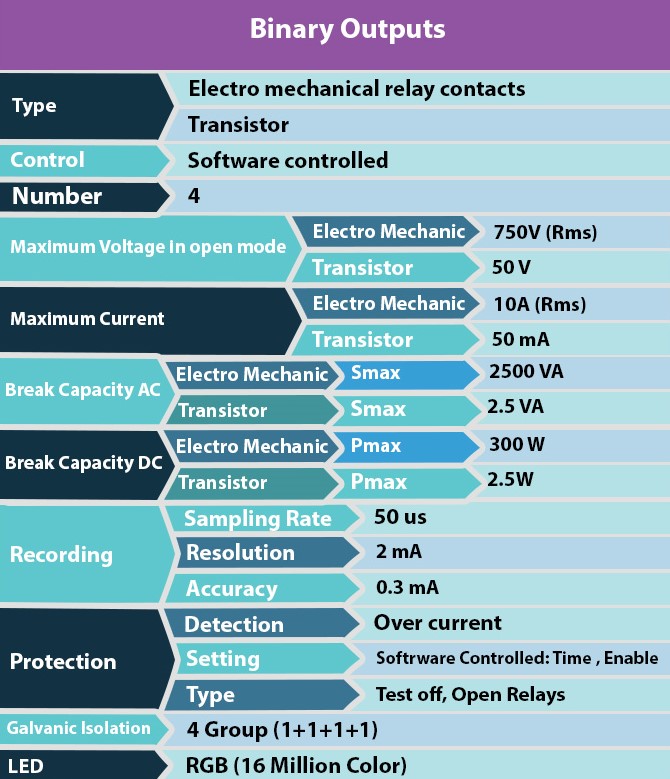 Binary Outputs
Type
Electro mechanical relay contacts
Transistor
Control
Software controlled
Number
4
Maximum Voltage in open mode
Electro Mechanic
750V (Rms)
Transistor
50 V
Maximum Current
Electro Mechanic
10A (Rms)
Transistor
50 mA
Break Capacity AC
Electro Mechanic
Smax
2500 VA
Transistor
Smax
2.5 VA
Break Capacity DC
Electro Mechanic
Pmax
300 W
Transistor
Pmax
2.5W
Recording
Sampling Rate
50 us
Resolution
2 mA
Accuracy
0.3 mA
Protection
Detection
Over current
Setting
Softrware Controlled: Time , Enable
Type
Test off, Open Relays
Galvanic Isolation
4 Group (1+1+1+1)
LED
RGB (16 Million Color)